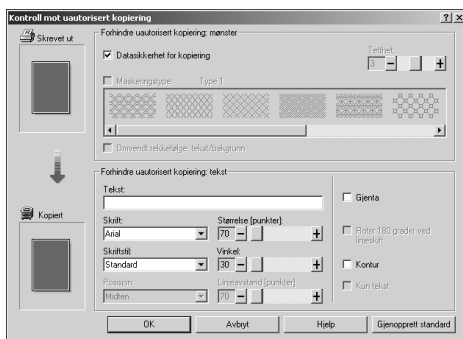 Kontroll mot uautorisert kopiering
Skrevet ut
Kopiert
Forhindre uautorisert kopiering: mønster
Datasikkerhet for kopiering
Tetthet:
3
Maskeringstype: Type 1
Omvendt rekkefølge: tekst/bakgrunn
Forhindre uautorisert kopiering: tekst
Tekst:
Skrift: Størrelse [punkter]:
Arial 70
Skriftstil: Vinkel:
Standard 30
Posisjon: Lineavstand [punkter]
Midten 70
Gjenta
Roter 180 grader ved
linjeskift
Kontur
Kun tekst
OK Avbryt Hjelp Gjenopprett standard